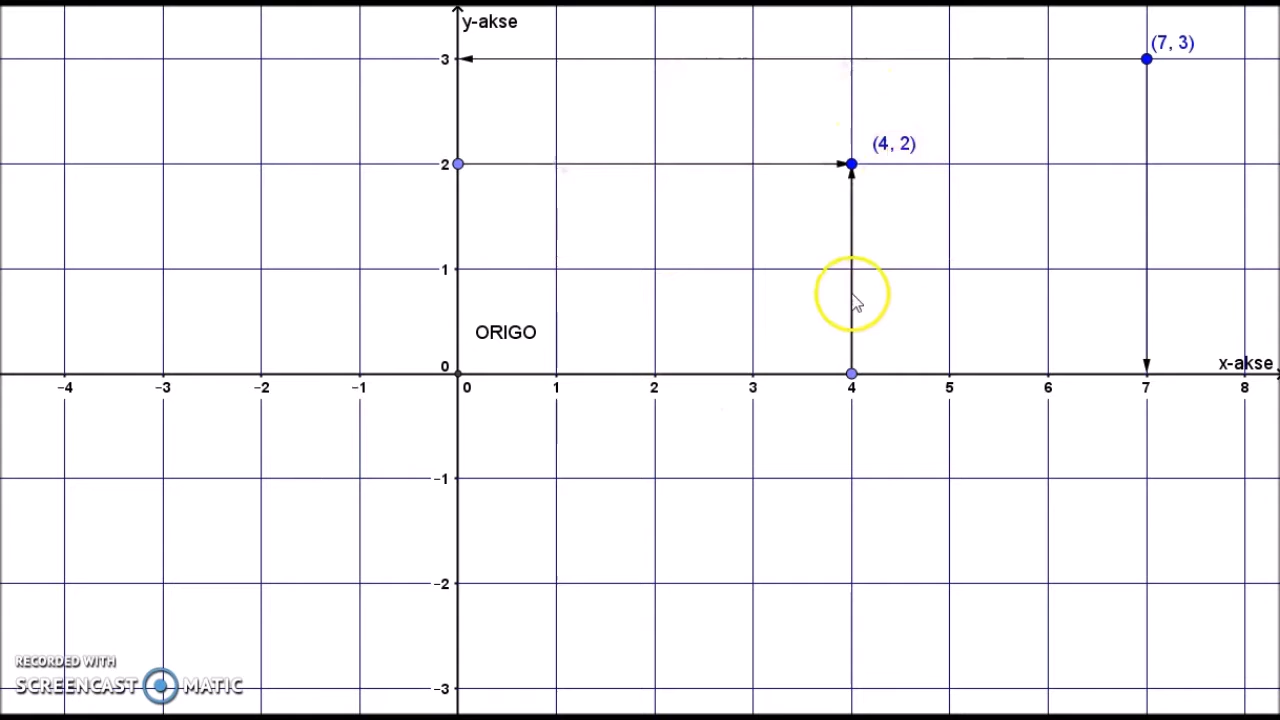 y-akse
(7, 3)
3
(4, 2)
2
1
ORIGO
0
x-akse
−4 −3 −2 −1 0 1 2 3 4 5 6 7 8
−1
−2
RECORDED WITH
SCREENCAST MATIC
−3